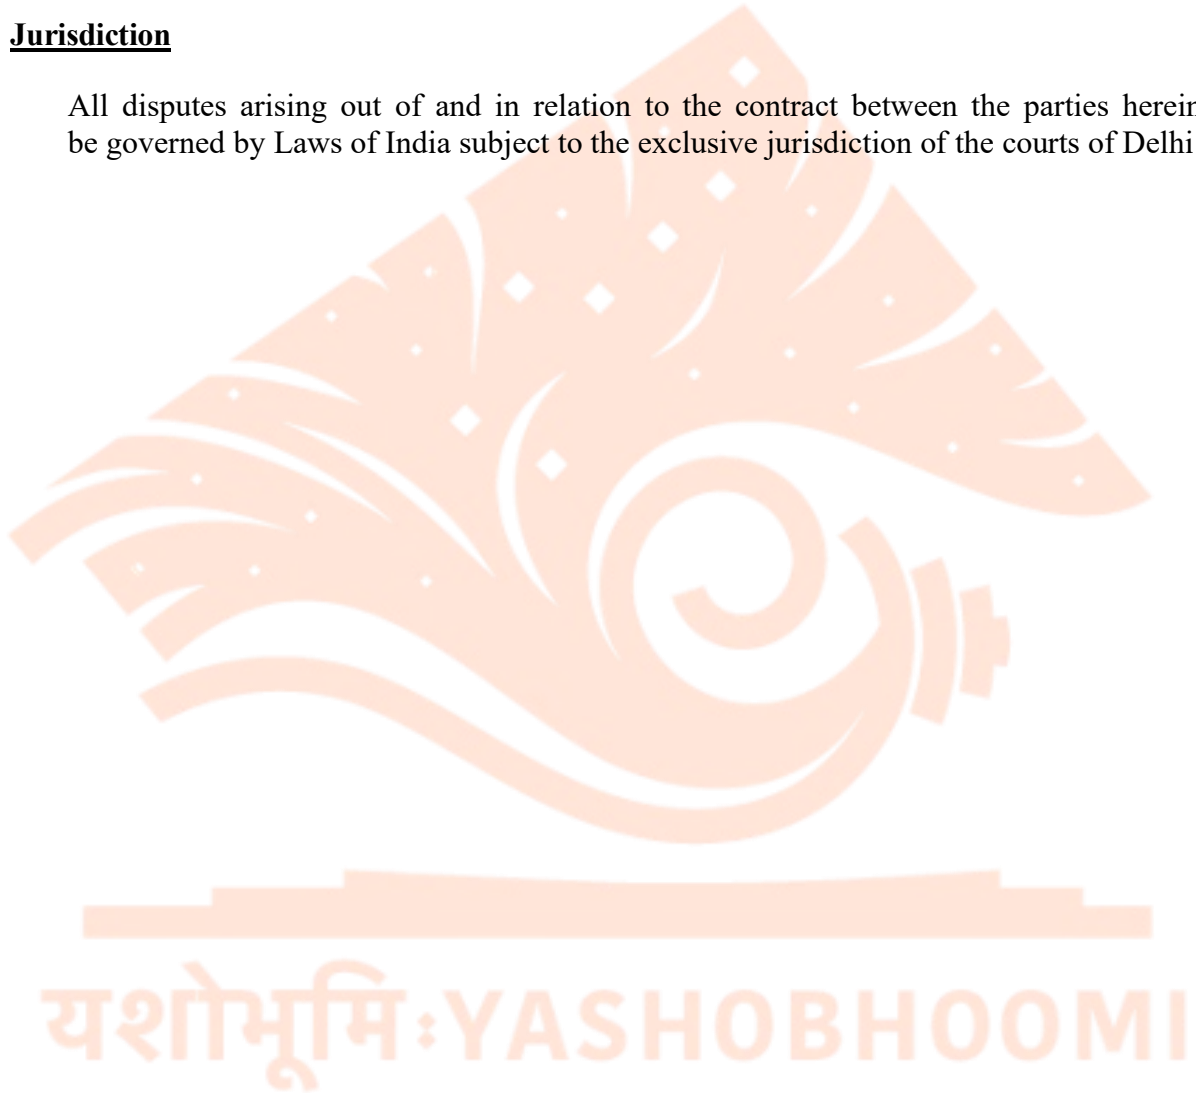 Jurisdiction
All disputes arising out of and in relation to the contract between the parties herein
be governed by Laws of India subject to the exclusive jurisdiction of the courts of Delhi
यशोभूमि : YASHOBHOOMI